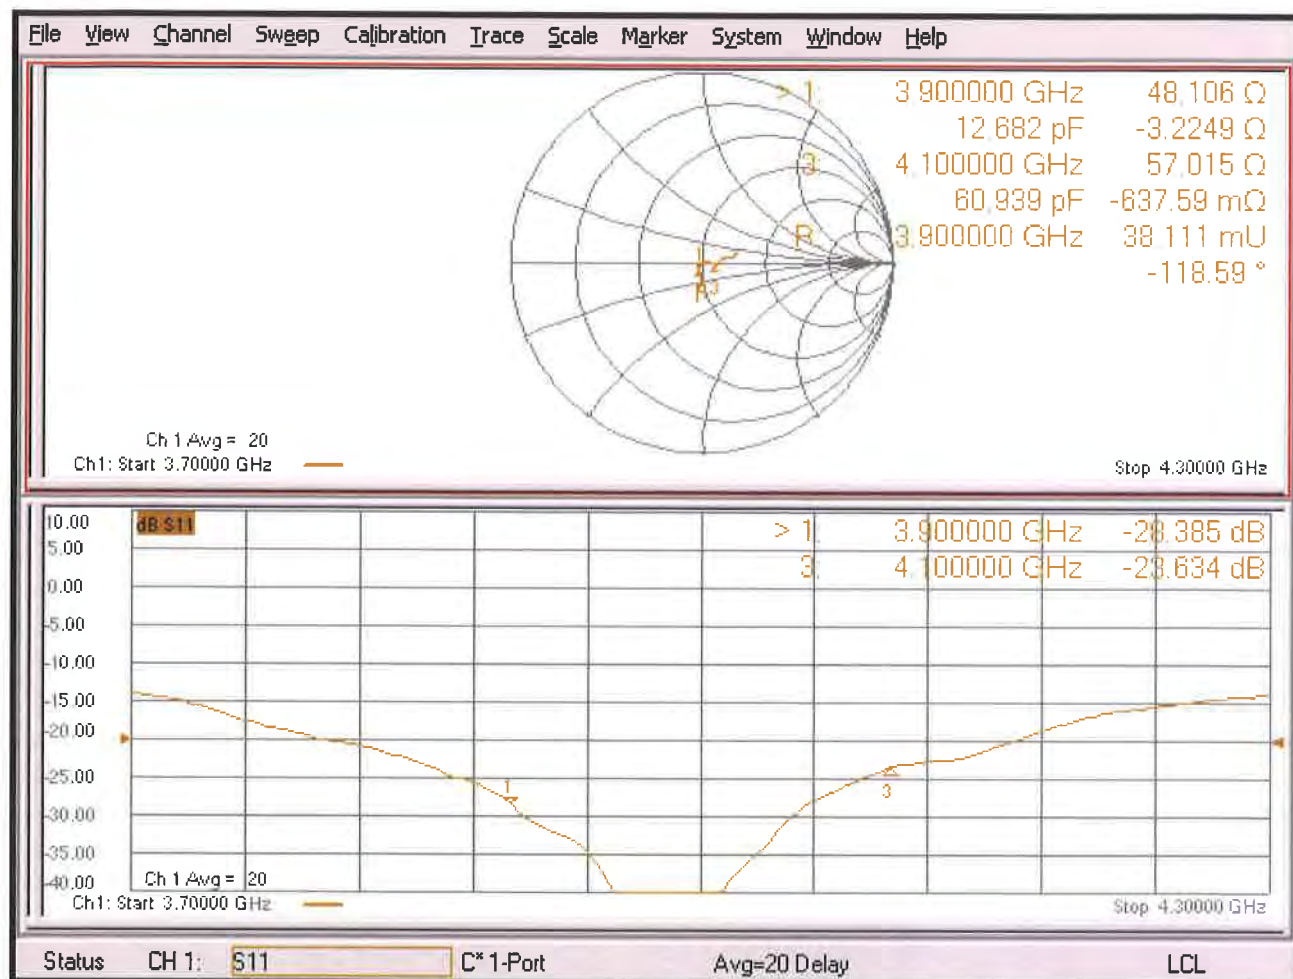 File View Channel Sweep Calibration Trace Scale Marker System Window Help
> 1: 3.900000 GHz 48.106 Ω
12.682 pF -3.2249 Ω
3: 4.100000 GHz 57.015 Ω
60.939 pF -637.59 mΩ
R: 3.900000 GHz 38.111 mU
-118.59 °
1
R 3
Ch 1 Avg = 20
Ch1: Start 3.70000 GHz
Stop 4.30000 GHz
10.00
dB S11
> 1: 3.900000 GHz -28.385 dB
5.00
3: 4.100000 GHz -23.634 dB
0.00
-5.00
-10.00
-15.00
-20.00
-25.00
1
3
-30.00
-35.00
-40.00
Ch 1 Avg = 20
Ch1: Start 3.70000 GHz
Stop 4.30000 GHz
Status CH 1: S11 C* 1-Port Avg=20 Delay LCL